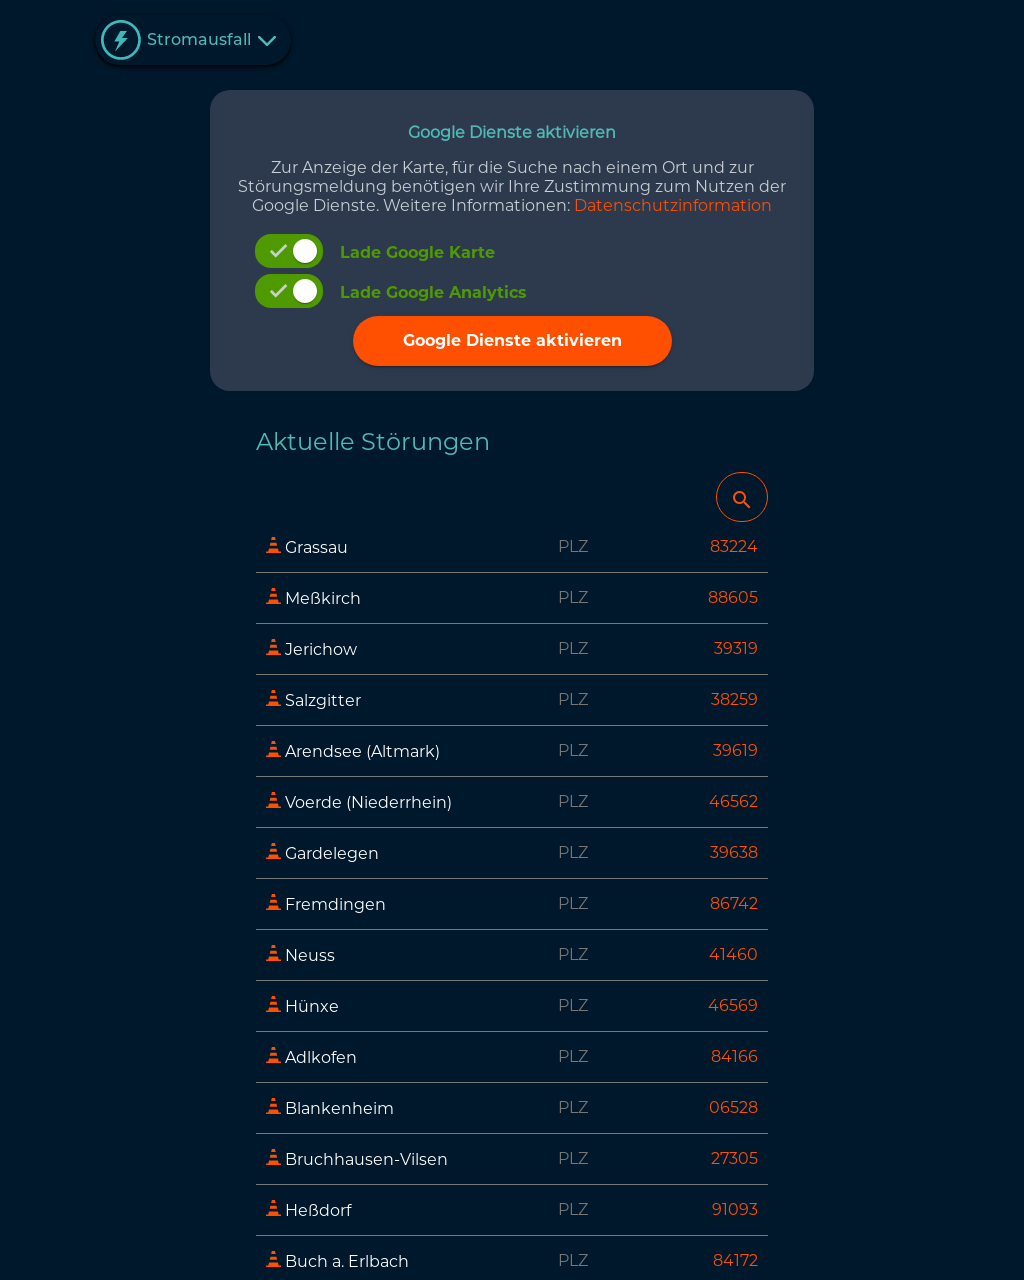 Stromausfall
Google Dienste aktivieren
Zur Anzeige der Karte, für die Suche nach einem Ort und zur
Störungsmeldung benötigen wir Ihre Zustimmung zum Nutzen der
Google Dienste. Weitere Informationen: Datenschutzinformation
Lade Google Karte
Lade Google Analytics
Google Dienste aktivieren
Aktuelle Störungen
Grassau PLZ 83224
Meßkirch PLZ 88605
Jerichow PLZ 39319
Salzgitter PLZ 38259
Arendsee (Altmark) PLZ 39619
Voerde (Niederrhein) PLZ 46562
Gardelegen PLZ 39638
Fremdingen PLZ 86742
Neuss PLZ 41460
Hünxe PLZ 46569
Adlkofen PLZ 84166
Blankenheim PLZ 06528
Bruchhausen-Vilsen PLZ 27305
Heßdorf PLZ 91093
Buch a. Erlbach PLZ 84172